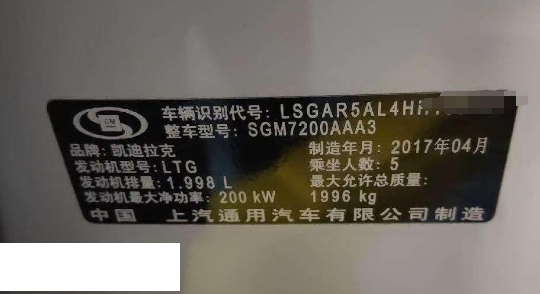 GM
车辆识别代号: LSGAR5AL4H
整车型号: SGM7200AAA3
品牌: 凯迪拉克 制造年月: 2017年04月
发动机型号: LTG 乘坐人数: 5
发动机排量: 1.998 L 最大允许总质量:
发动机最大净功率: 200 kW 1996 kg
中国 上汽通用汽车有限公司制造